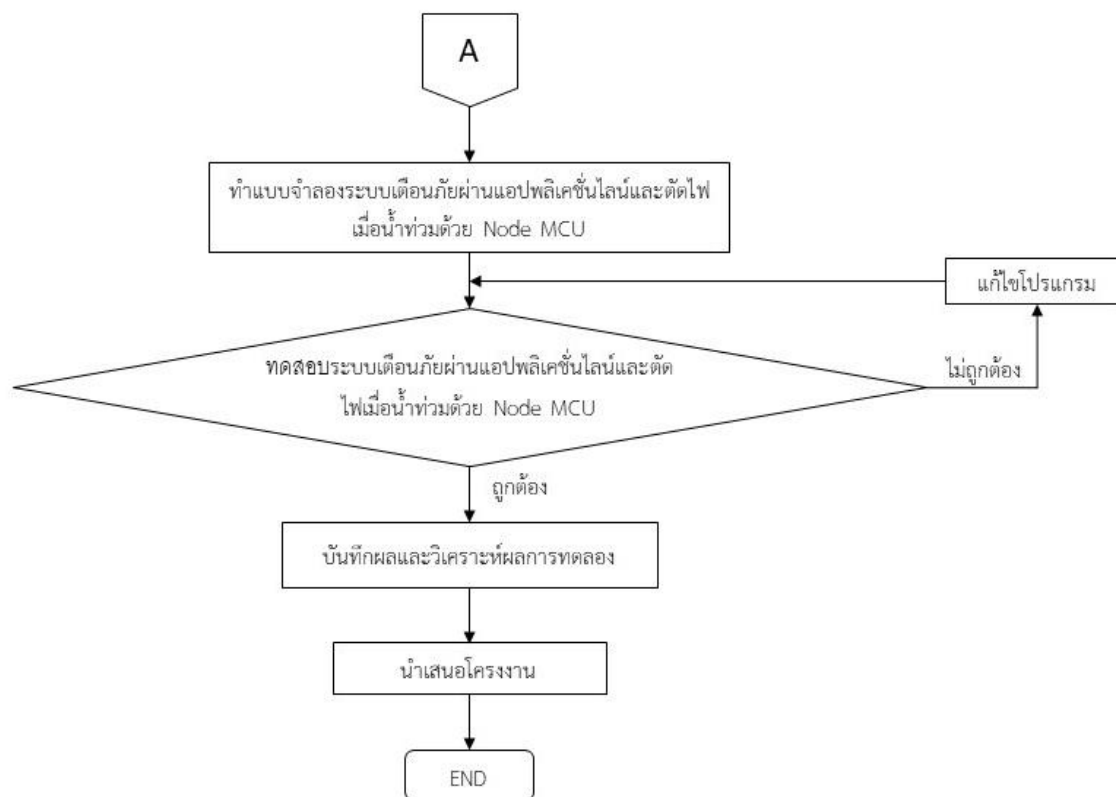 A
ทำแบบจำลองระบบเตือนภัยผ่านแอปพลิเคชั่นไลน์และตัดไฟ
เมื่อน้ำท่วมด้วย Node MCU
แก้ไขโปรแกรม
ทดสอบระบบเตือนภัยผ่านแอปพลิเคชั่นไลน์และตัด
ไฟเมื่อน้ำท่วมด้วย Node MCU
ไม่ถูกต้อง
ถูกต้อง
บันทึกผลและวิเคราะห์ผลการทดลอง
นำเสนอโครงงาน
END